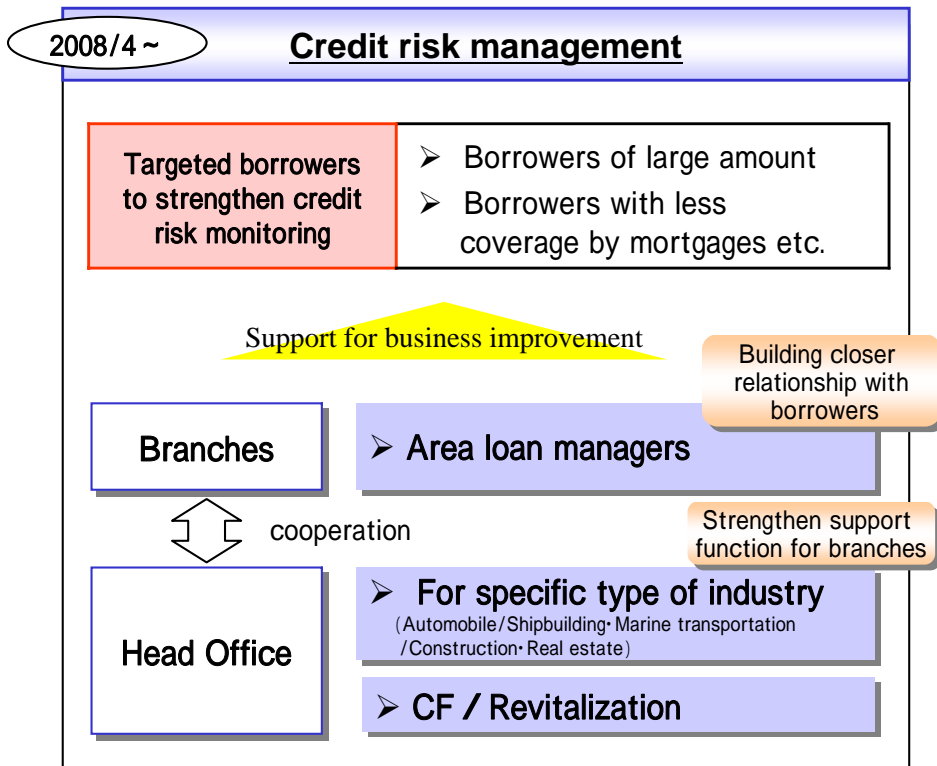 2008/4 ~
Credit risk management
Targeted borrowers
to strengthen credit
risk monitoring
➢ Borrowers of large amount
➢ Borrowers with less
coverage by mortgages etc.
Support for business improvement
Building closer
relationship with
borrowers
Branches
➢ Area loan managers
cooperation
Strengthen support
function for branches
Head Office
➢ For specific type of industry
(Automobile/Shipbuilding・Marine transportation
/Construction・Real estate)
➢ CF / Revitalization